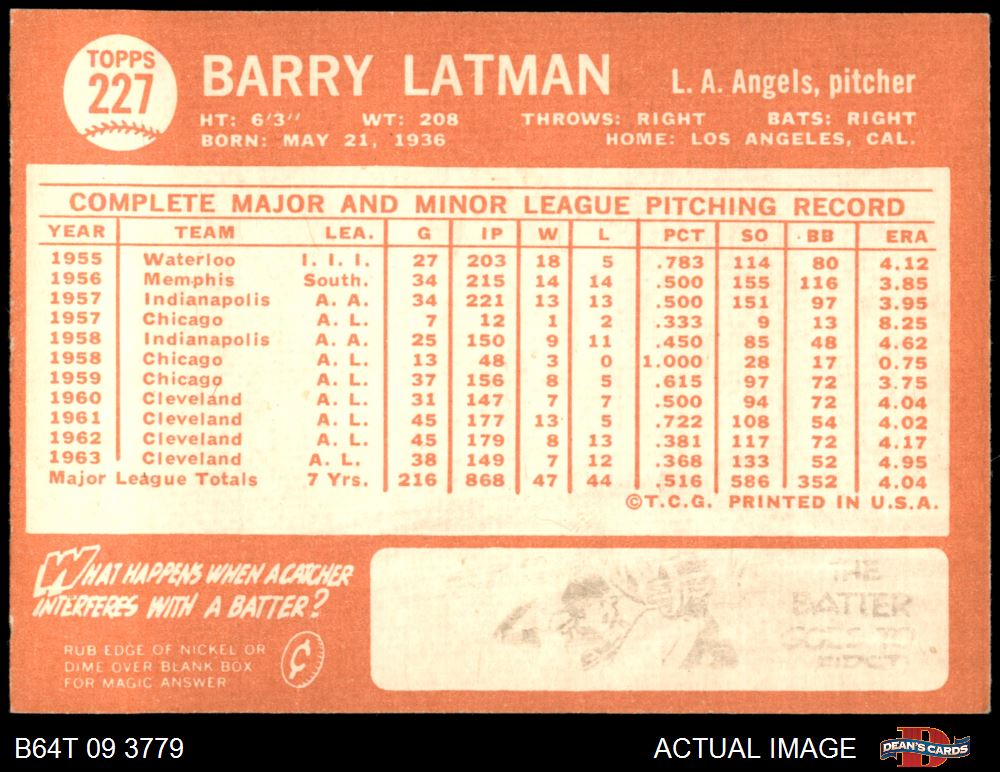 TOPPS
227
BARRY LATMAN
L. A. Angels, pitcher
HT: 6'3" WT: 208 THROWS: RIGHT BATS: RIGHT
BORN: MAY 21, 1936 HOME: LOS ANGELES, CAL.
COMPLETE MAJOR AND MINOR LEAGUE PITCHING RECORD
YEAR TEAM LEA. G IP W L PCT SO BB ERA
1955 Waterloo I. I. I. 27 203 18 5 .783 114 80 4.12
1956 Memphis South. 34 215 14 14 .500 155 116 3.85
1957 Indianapolis A. A. 34 221 13 13 .500 151 97 3.95
1957 Chicago A. L. 7 12 1 2 .333 9 13 8.25
1958 Indianapolis A. A. 25 150 9 11 .450 85 48 4.62
1958 Chicago A. L. 13 48 3 0 1.000 28 17 0.75
1959 Chicago A. L. 37 156 8 5 .615 97 72 3.75
1960 Cleveland A. L. 31 147 7 7 .500 94 72 4.04
1961 Cleveland A. L. 45 177 13 5 .722 108 54 4.02
1962 Cleveland A. L. 45 179 8 13 .381 117 72 4.17
1963 Cleveland A. L. 38 149 7 12 .368 133 52 4.95
Major League Totals 7 Yrs. 216 868 47 44 .516 586 352 4.04
©T.C.G. PRINTED IN U.S.A.
WHAT HAPPENS WHEN A CATCHER
INTERFERES WITH A BATTER?
RUB EDGE OF NICKEL OR
DIME OVER BLANK BOX
FOR MAGIC ANSWER
THE
BATTER
GOES TO
FIRST
B64T 09 3779
ACTUAL IMAGE
DEAN'S CARDS